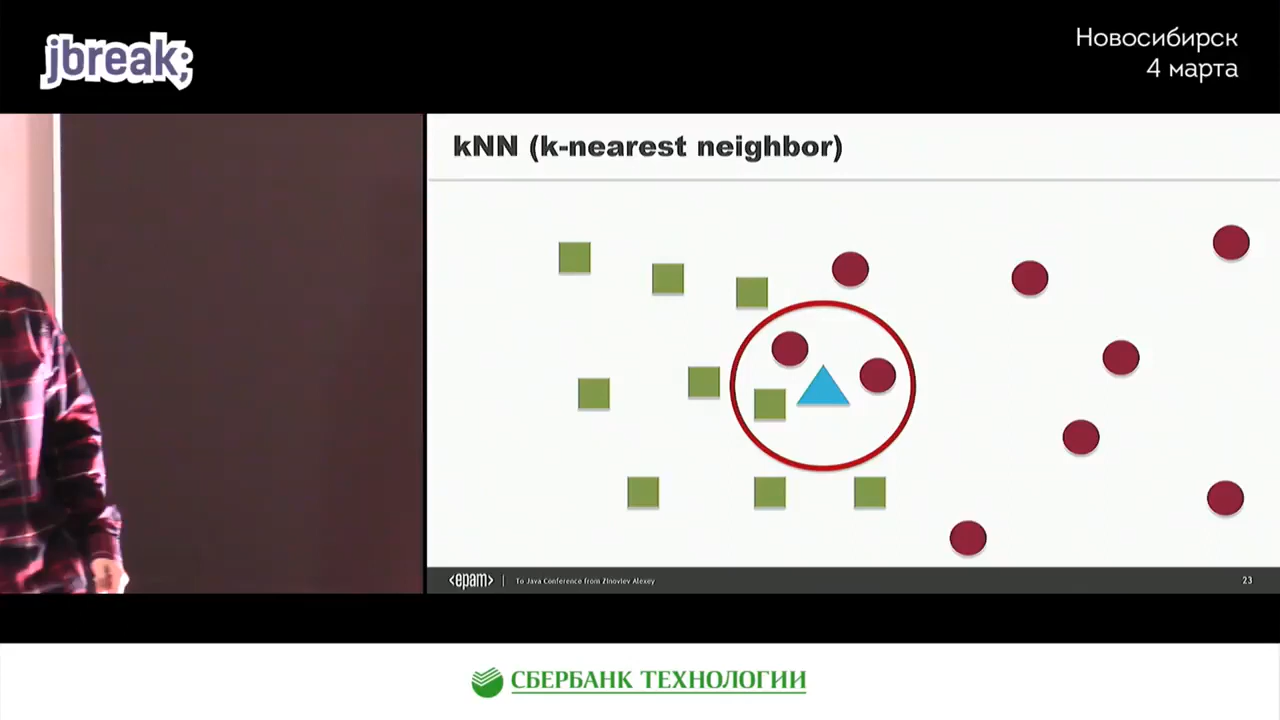 jbreak;
Новосибирск
4 марта
kNN (k-nearest neighbor)
<epam> | To Java Conference from Zinoviev Alexey 23
СБЕРБАНК ТЕХНОЛОГИИ